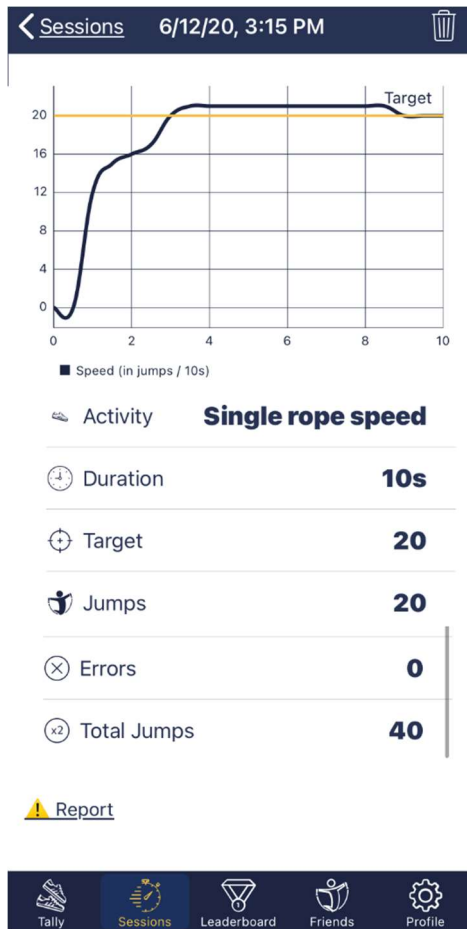 Sessions 6/12/20, 3:15 PM
Target
20
16
12
8
4
0
0 2 4 6 8 10
Speed (in jumps / 10s)
Activity Single rope speed
Duration 10s
Target 20
Jumps 20
Errors 0
x2 Total Jumps 40
Report
Tally Sessions Leaderboard Friends Profile